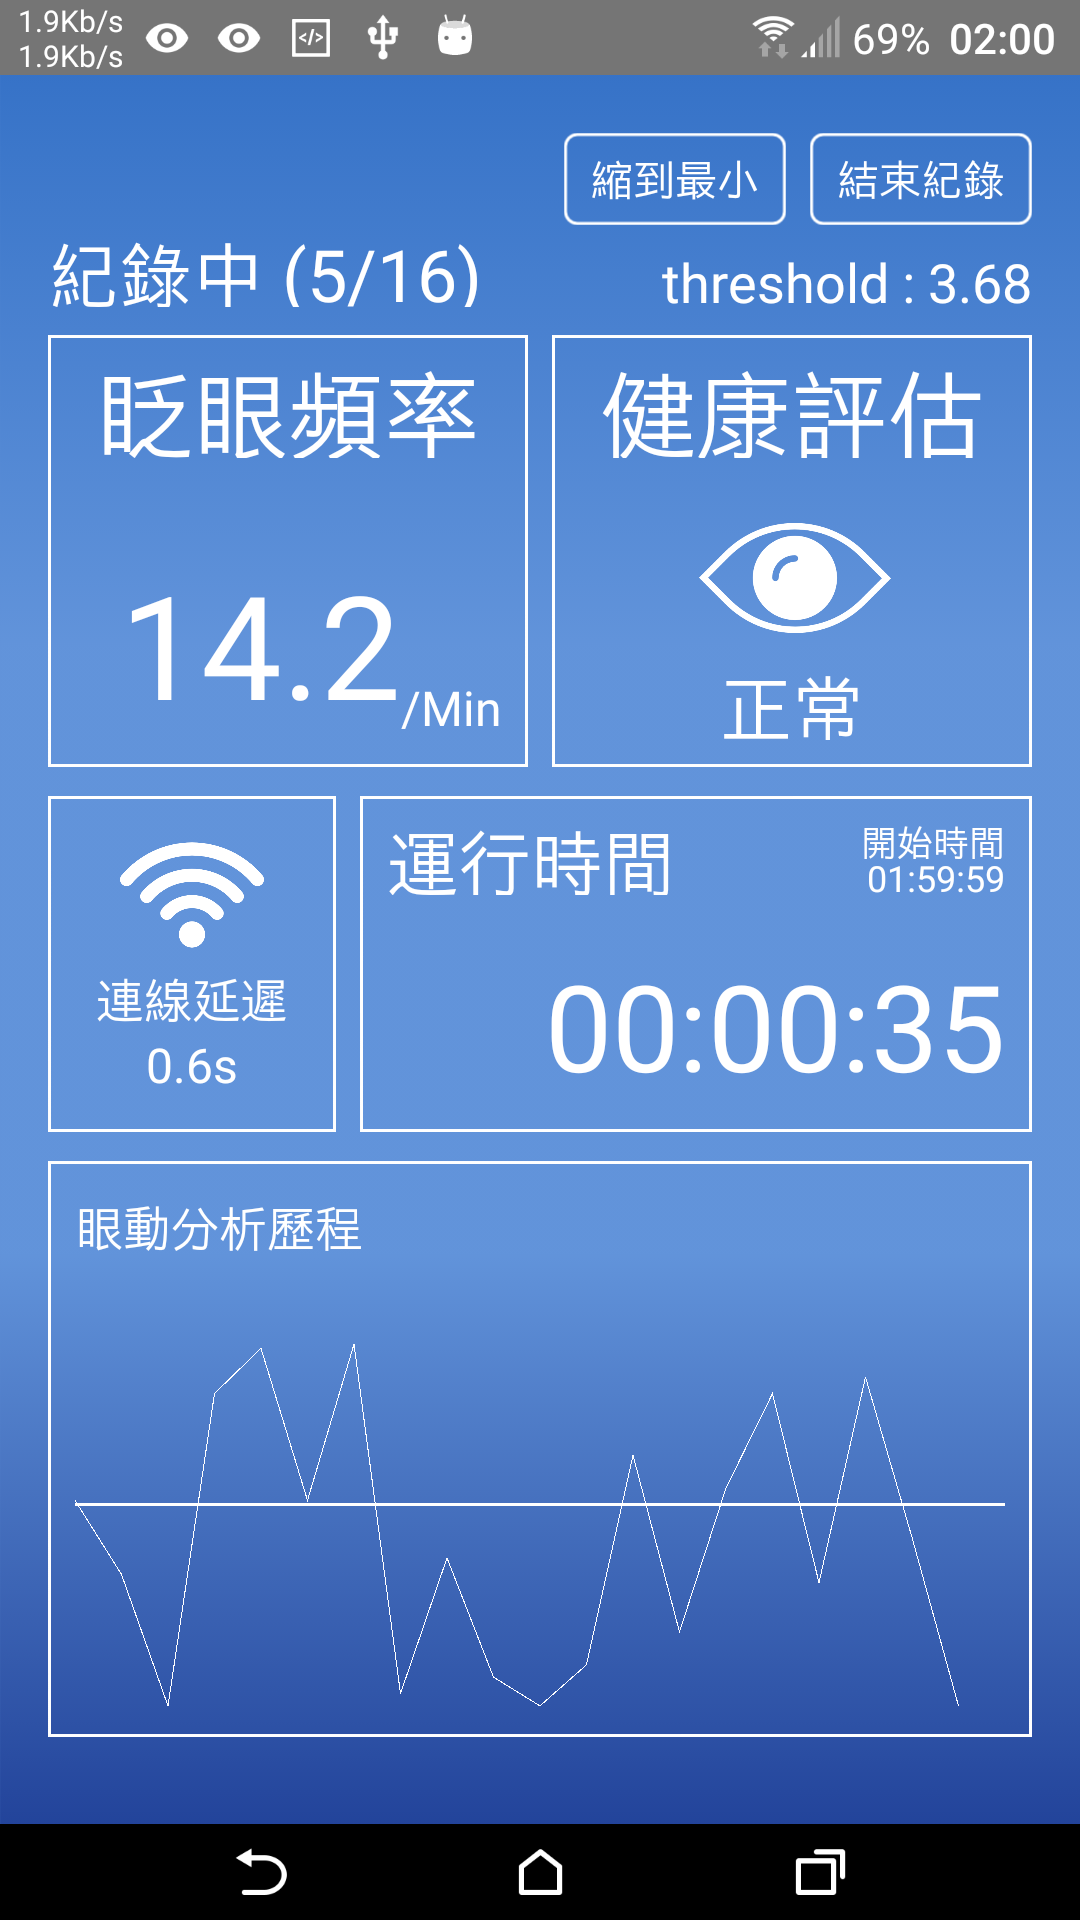 1.9Kb/s
1.9Kb/s
69% 02:00
縮到最小
結束紀錄
紀錄中 (5/16)
threshold : 3.68
眨眼頻率
14.2/Min
健康評估
正常
連線延遲
0.6s
運行時間
開始時間
01:59:59
00:00:35
眼動分析歷程